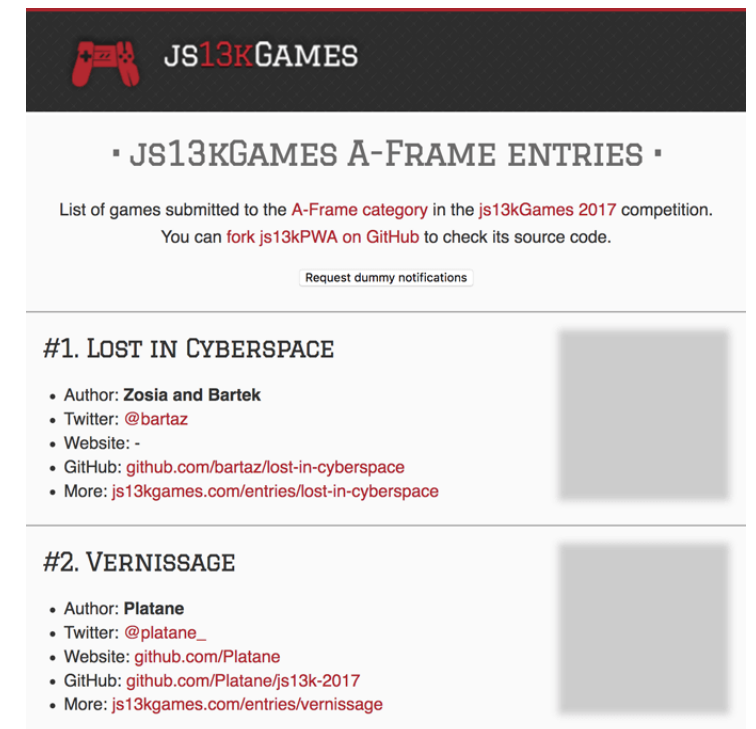 JS13KGAMES
· JS13KGAMES A-FRAME ENTRIES ·
List of games submitted to the A-Frame category in the js13kGames 2017 competition.
You can fork js13kPWA on GitHub to check its source code.
Request dummy notifications
#1. LOST IN CYBERSPACE
• Author: Zosia and Bartek
• Twitter: @bartaz
• Website: -
• GitHub: github.com/bartaz/lost-in-cyberspace
• More: js13kgames.com/entries/lost-in-cyberspace
#2. VERNISSAGE
• Author: Platane
• Twitter: @platane_
• Website: github.com/Platane
• GitHub: github.com/Platane/js13k-2017
• More: js13kgames.com/entries/vernissage